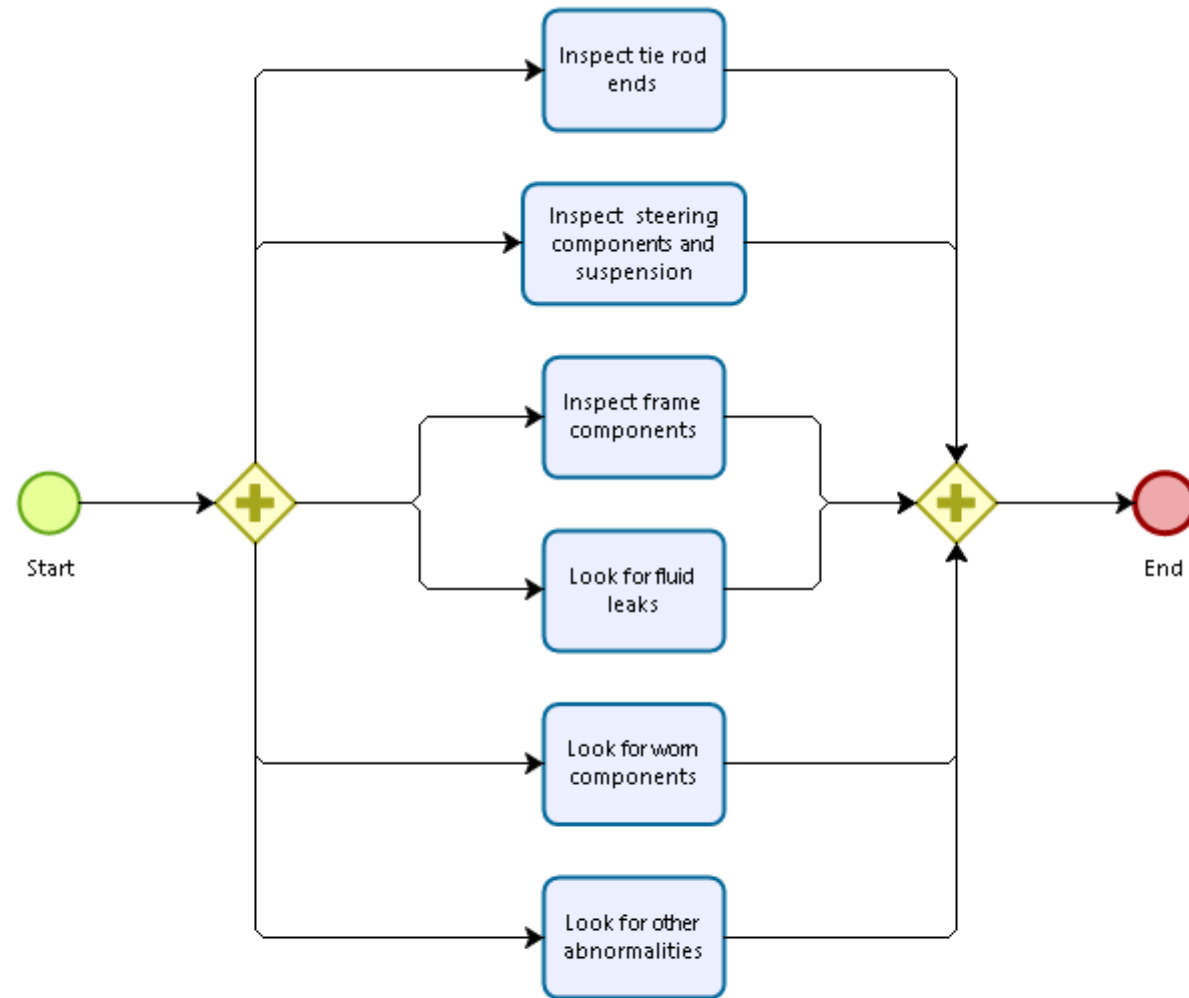 Inspect tie rod
ends
Inspect steering
components and
suspension
Inspect frame
components
Start
End
Look for fluid
leaks
Look for worn
components
Look for other
abnormalities